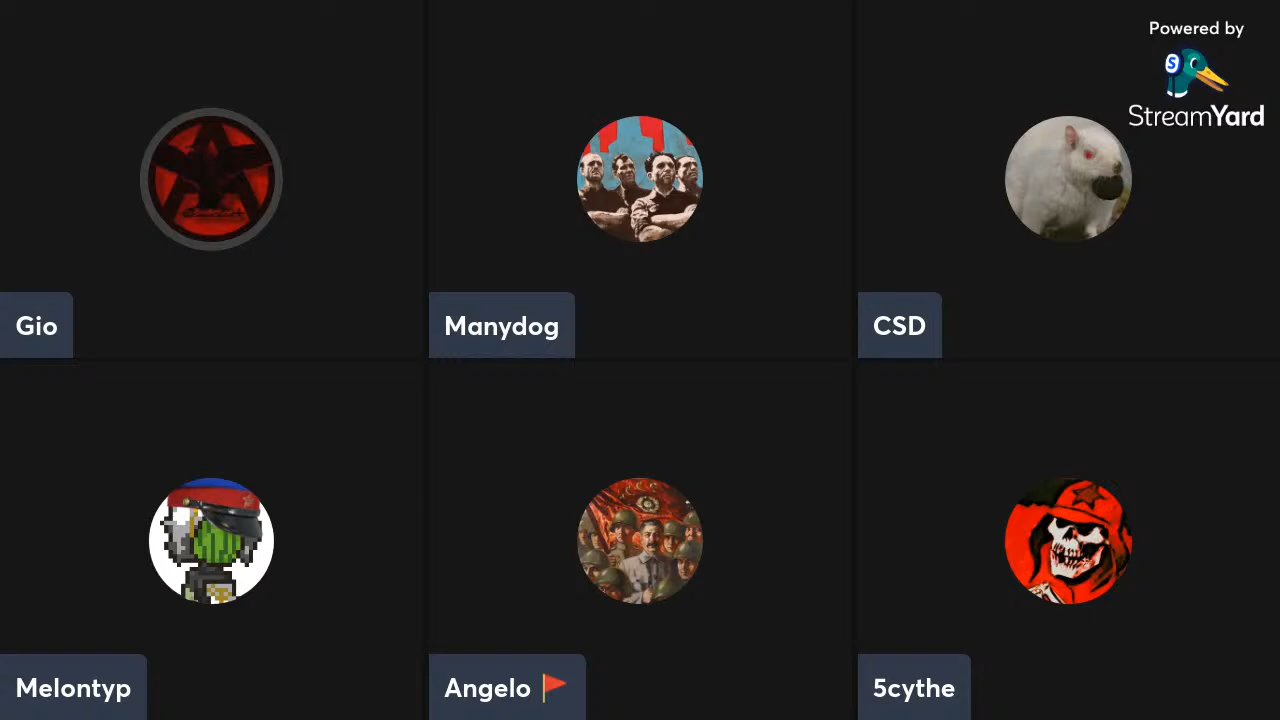 Powered by
S
StreamYard
Gio
Manydog
CSD
Melontyp
Angelo 🚩
5cythe